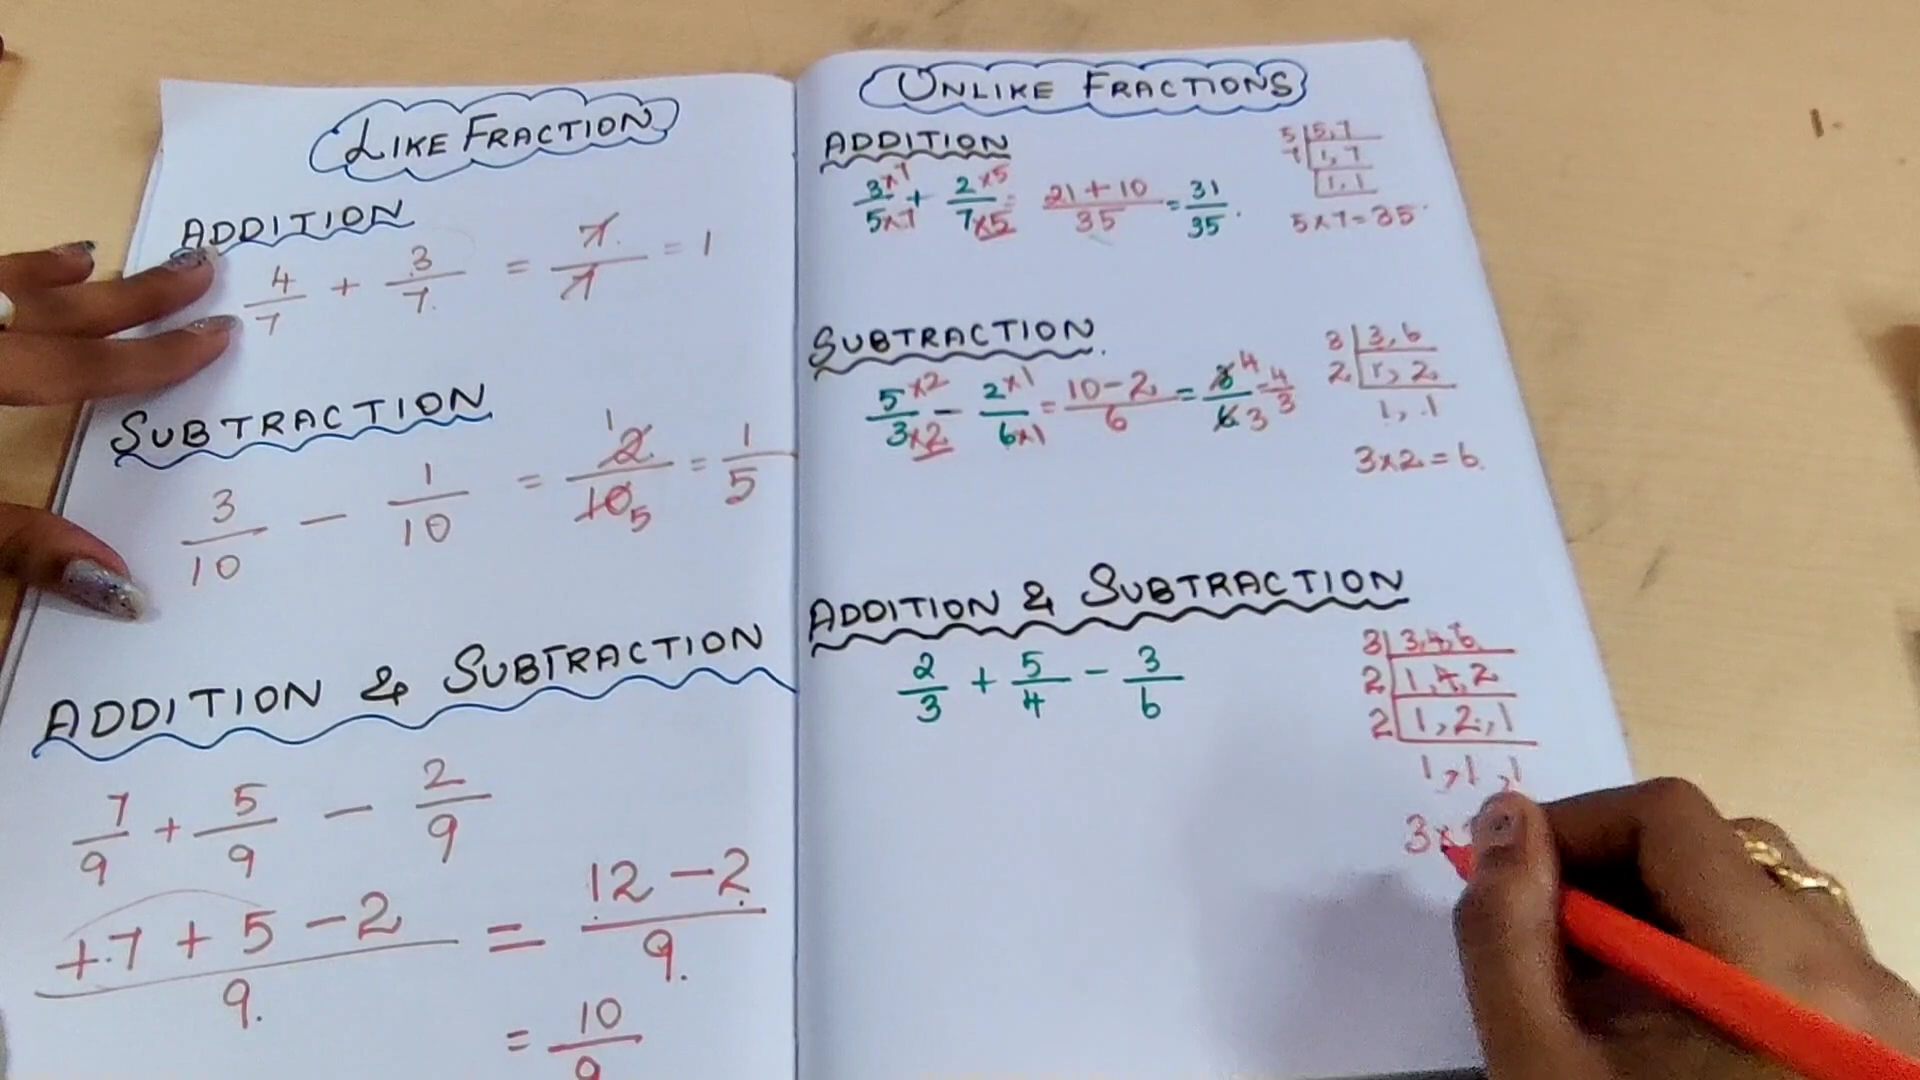 LIKE FRACTION
ADDITION
4/7 + 3/7 = 7/7 = 1
SUBTRACTION
3/10 − 1/10 = 2/10 1 5 = 1/5
ADDITION & SUBTRACTION
7/9 + 5/9 − 2/9
+7 + 5 − 2 / 9 = 12 − 2 / 9
= 10/9
UNLIKE FRACTIONS
ADDITION
3×7/5×7 + 2×5/7×5 = 21 + 10 / 35 = 31/35.
5 | 5, 7
7 | 1, 7
1, 1
5×7=35
SUBTRACTION
5×2/3×2 − 2×1/6×1 = 10 − 2 / 6 = 8/6 4 3 = 4/3
3 | 3, 6
2 | 1, 2
1, 1
3×2=6.
ADDITION & SUBTRACTION
2/3 + 5/4 − 3/6
3 | 3, 4, 6
2 | 1, 4, 2
2 | 1, 2, 1
1, 1, 1
3×